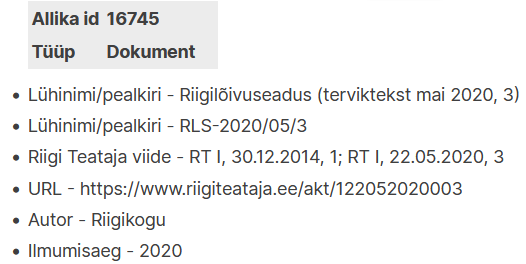 Allika id 16745
Tüüp Dokument
• Lühinimi/pealkiri - Riigilõivuseadus (terviktekst mai 2020, 3)
• Lühinimi/pealkiri - RLS-2020/05/3
• Riigi Teataja viide - RT I, 30.12.2014, 1; RT I, 22.05.2020, 3
• URL - https://www.riigiteataja.ee/akt/122052020003
• Autor - Riigikogu
• Ilmumisaeg - 2020